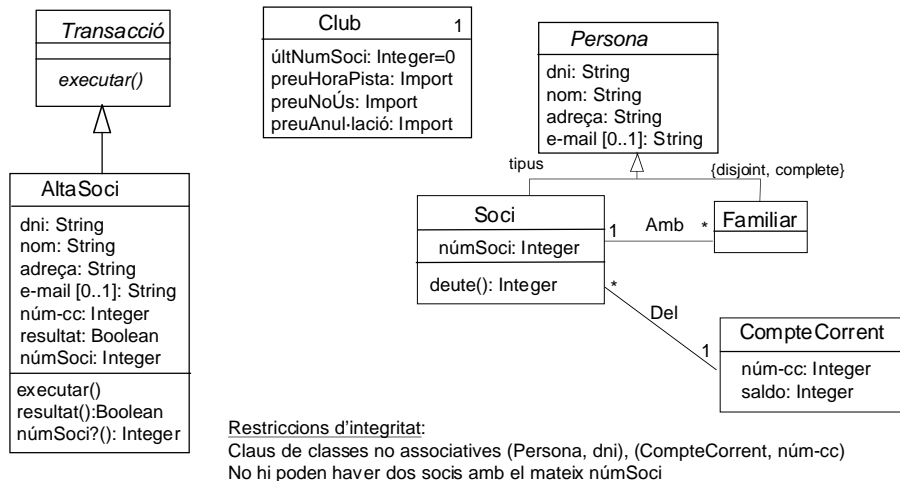 Transacció
executar()
AltaSoci
dni: String
nom: String
adreça: String
e-mail [0..1]: String
núm-cc: Integer
resultat: Boolean
númSoci: Integer
executar()
resultat():Boolean
númSoci?(): Integer
Club 1
últNumSoci: Integer=0
preuHoraPista: Import
preuNoÚs: Import
preuAnul·lació: Import
Persona
dni: String
nom: String
adreça: String
e-mail [0..1]: String
tipus
{disjoint, complete}
Soci
númSoci: Integer
deute(): Integer
1 Amb *
Familiar
*
Del
1
CompteCorrent
núm-cc: Integer
saldo: Integer
Restriccions d'integritat:
Claus de classes no associatives (Persona, dni), (CompteCorrent, núm-cc)
No hi poden haver dos socis amb el mateix númSoci